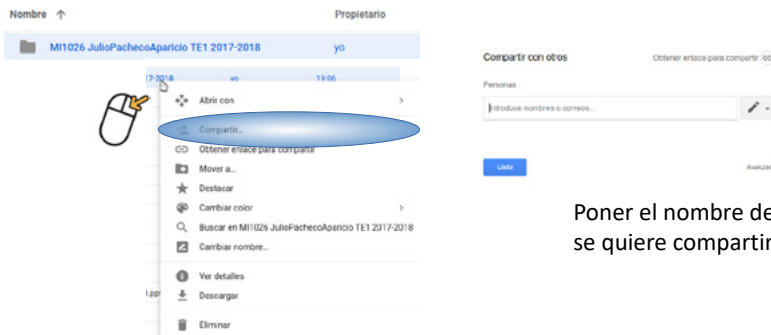 Nombre ↑ Propietario
MI1026 JulioPachecoAparicio TE1 2017-2018 yo
17-2018 yo 19:06
Abrir con
Compartir...
Obtener enlace para compartir
Mover a...
Destacar
Cambiar color
Buscar en MI1026 JulioPachecoAparicio TE1 2017-2018
Cambiar nombre...
Ver detalles
Descargar
Eliminar
Compartir con otros Obtener enlace para compartir
Personas
Introduce nombres o correos...
Listo
Poner el nombre de
se quiere compartir